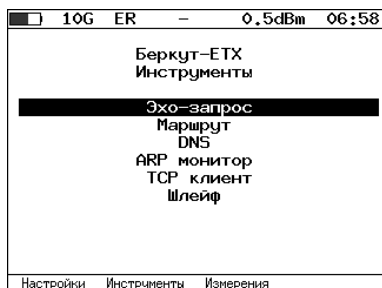 10G ER – 0.5dBm 06:58
Беркут-ETX
Инструменты
Эхо-запрос
Маршрут
DNS
ARP монитор
TCP клиент
Шлейф
Настройки Инструменты Измерения